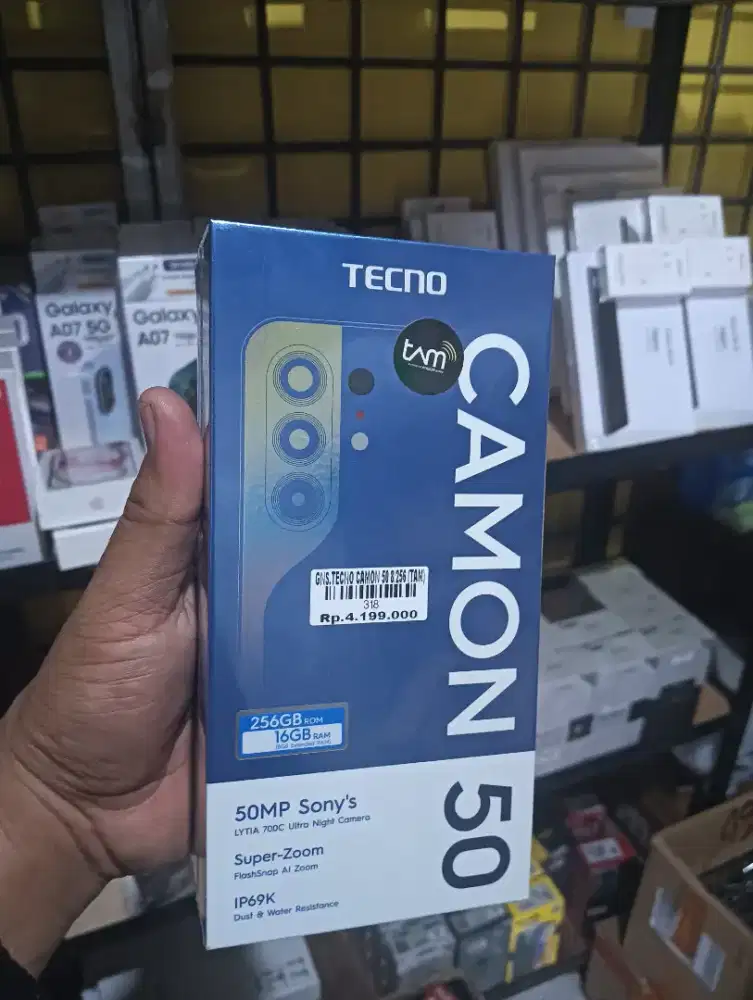 TECNO
tam
CAMON 50
GNS.TECNO CAMON 50 8.256 (TAM)
318
Rp.4.199.000
256GB ROM
16GB RAM
50MP Sony's
LYTIA 700C Ultra Night Camera
Super-Zoom
FlashSnap AI Zoom
IP69K
Dust & Water Resistance
Galaxy
A07 5G
Galaxy
A07